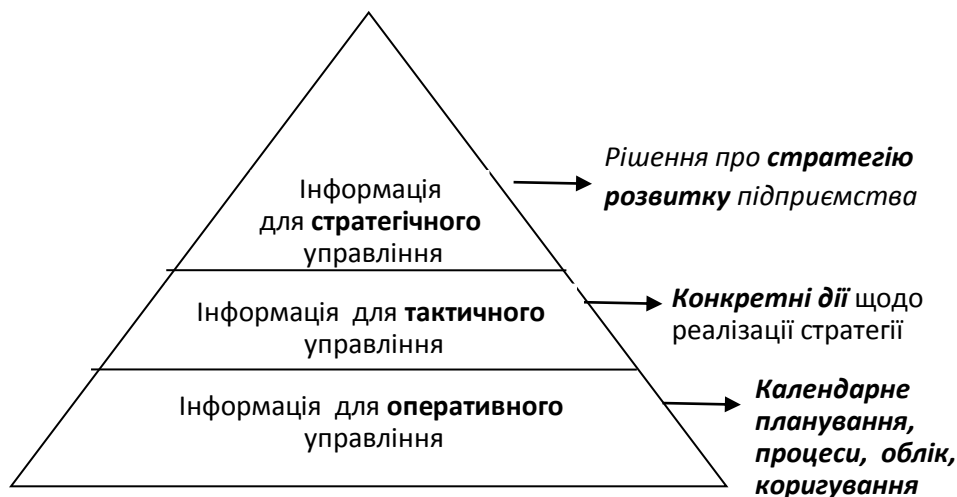 Рішення про стратегію
розвитку підприємства
Інформація
для стратегічного
управління
Конкретні дії щодо
реалізації стратегії
Інформація для тактичного
управління
Календарне
планування,
процеси, облік,
коригування
Інформація для оперативного
управління